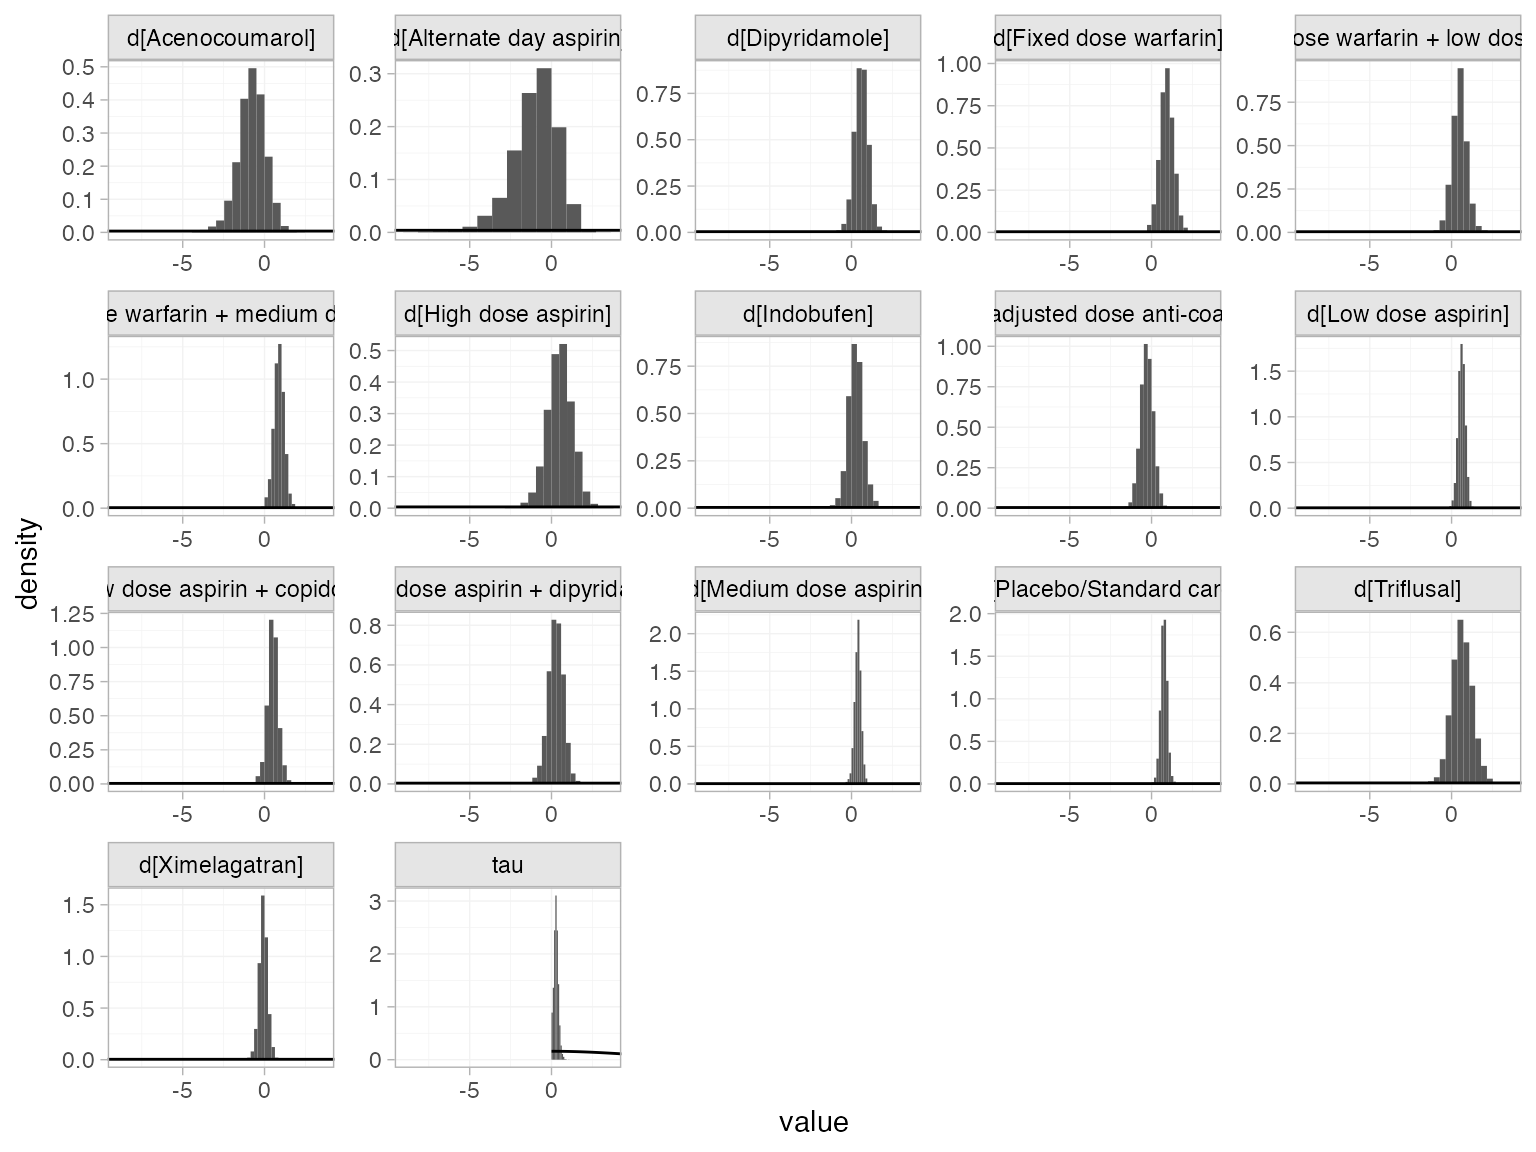 d[Acenocoumarol] d[Alternate day aspirin] d[Dipyridamole] d[Fixed dose warfarin] ose warfarin + low dos
0.5 0.4 0.3 0.2 0.1 0.0
0.3 0.2 0.1 0.0
0.75 0.50 0.25 0.00
1.00 0.75 0.50 0.25 0.00
0.75 0.50 0.25 0.00
-5 0 -5 0 -5 0 -5 0 -5 0
e warfarin + medium d d[High dose aspirin] d[Indobufen] adjusted dose anti-coa d[Low dose aspirin]
1.0 0.5 0.0
0.5 0.4 0.3 0.2 0.1 0.0
0.75 0.50 0.25 0.00
1.00 0.75 0.50 0.25 0.00
1.5 1.0 0.5 0.0
-5 0 -5 0 -5 0 -5 0 -5 0
density
w dose aspirin + copido dose aspirin + dipyrida d[Medium dose aspirin [Placebo/Standard car d[Triflusal]
1.25 1.00 0.75 0.50 0.25 0.00
0.8 0.6 0.4 0.2 0.0
2.0 1.5 1.0 0.5 0.0
2.0 1.5 1.0 0.5 0.0
0.6 0.4 0.2 0.0
-5 0 -5 0 -5 0 -5 0 -5 0
d[Ximelagatran] tau
1.5 1.0 0.5 0.0
3 2 1 0
-5 0 -5 0
value